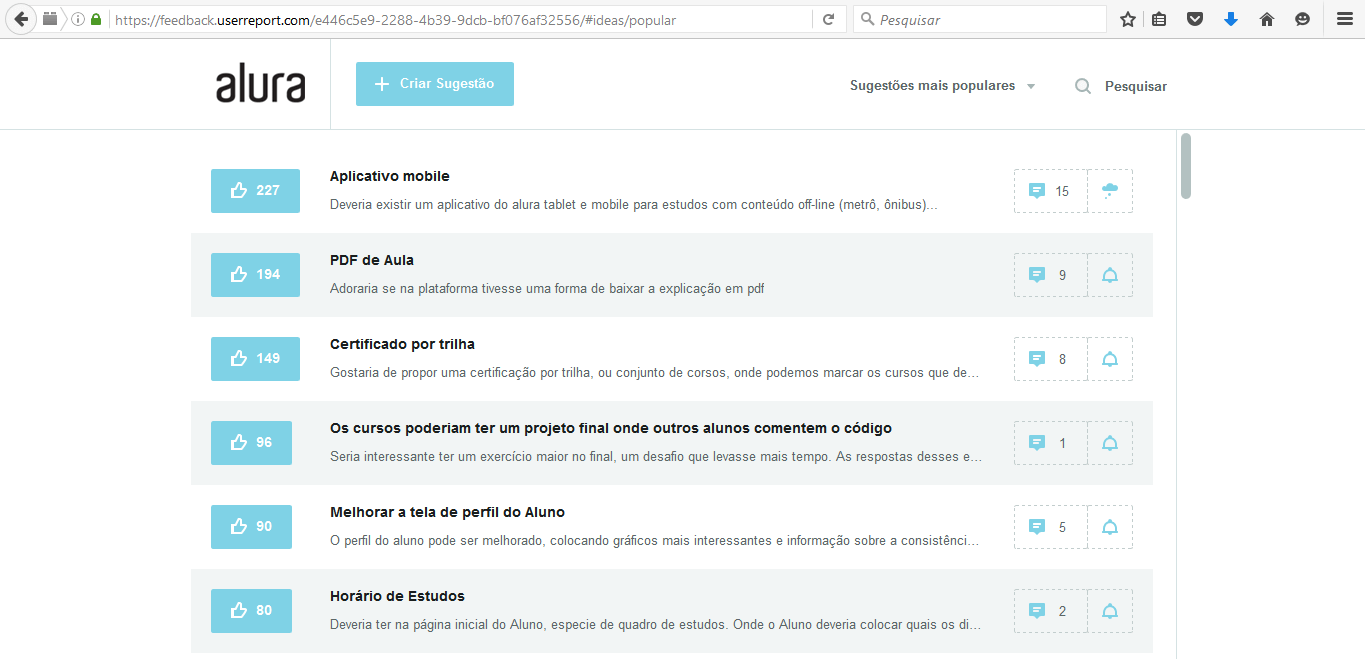 https://feedback.userreport.com/e446c5e9-2288-4b39-9dcb-bf076af32556/#ideas/popular
Pesquisar
alura
Criar Sugestão
Sugestões mais populares
Pesquisar
227
Aplicativo mobile
Deveria existir um aplicativo do alura tablet e mobile para estudos com conteúdo off-line (metrô, ônibus)...
15
194
PDF de Aula
Adoraria se na plataforma tivesse uma forma de baixar a explicação em pdf
9
149
Certificado por trilha
Gostaria de propor uma certificação por trilha, ou conjunto de corsos, onde podemos marcar os cursos que de...
8
96
Os cursos poderiam ter um projeto final onde outros alunos comentem o código
Seria interessante ter um exercício maior no final, um desafio que levasse mais tempo. As respostas desses e...
1
90
Melhorar a tela de perfil do Aluno
O perfil do aluno pode ser melhorado, colocando gráficos mais interessantes e informação sobre a consistênci...
5
80
Horário de Estudos
Deveria ter na página inicial do Aluno, especie de quadro de estudos. Onde o Aluno deveria colocar quais os di...
2